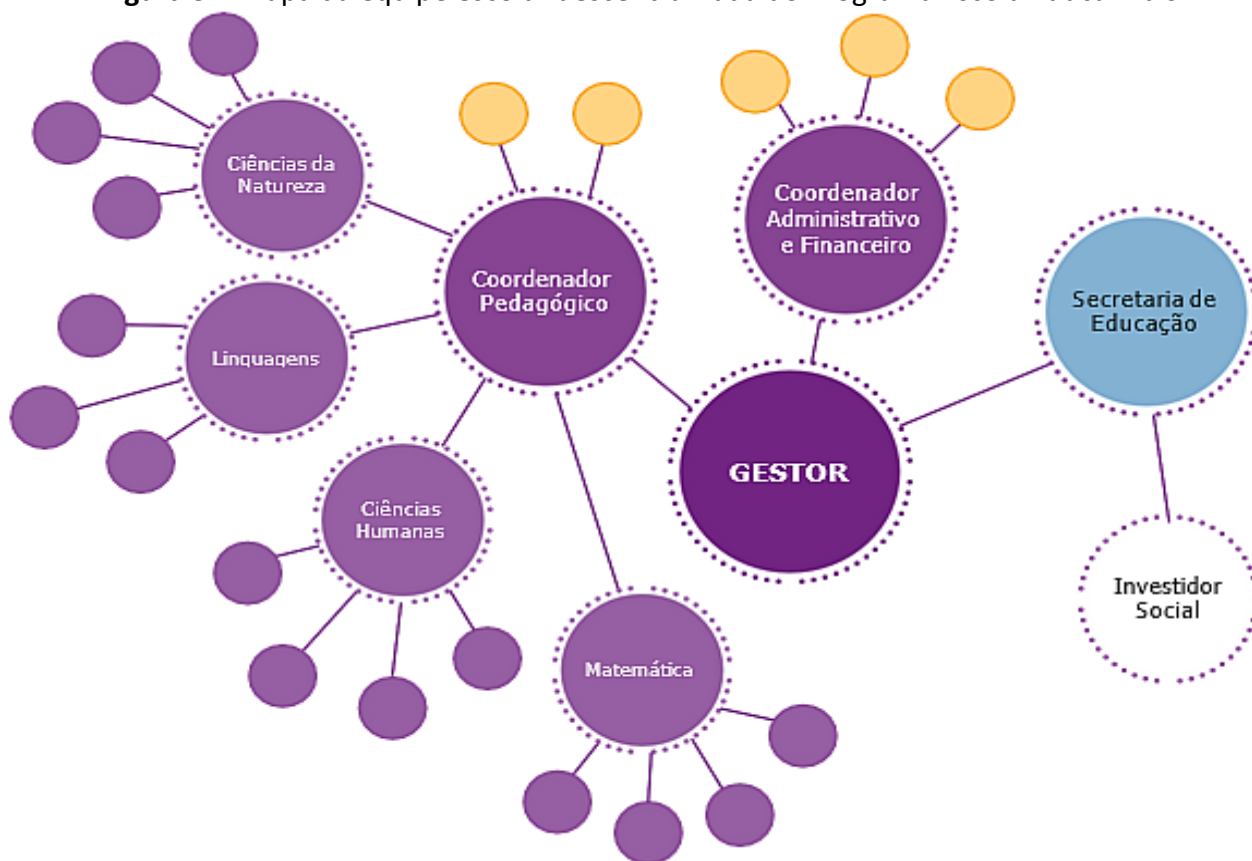 Ciências da
Natureza
Coordenador
Administrativo
e Financeiro
Coordenador
Pedagógico
Secretaria de
Educação
Linguagens
GESTOR
Ciências
Humanas
Investidor
Social
Matemática